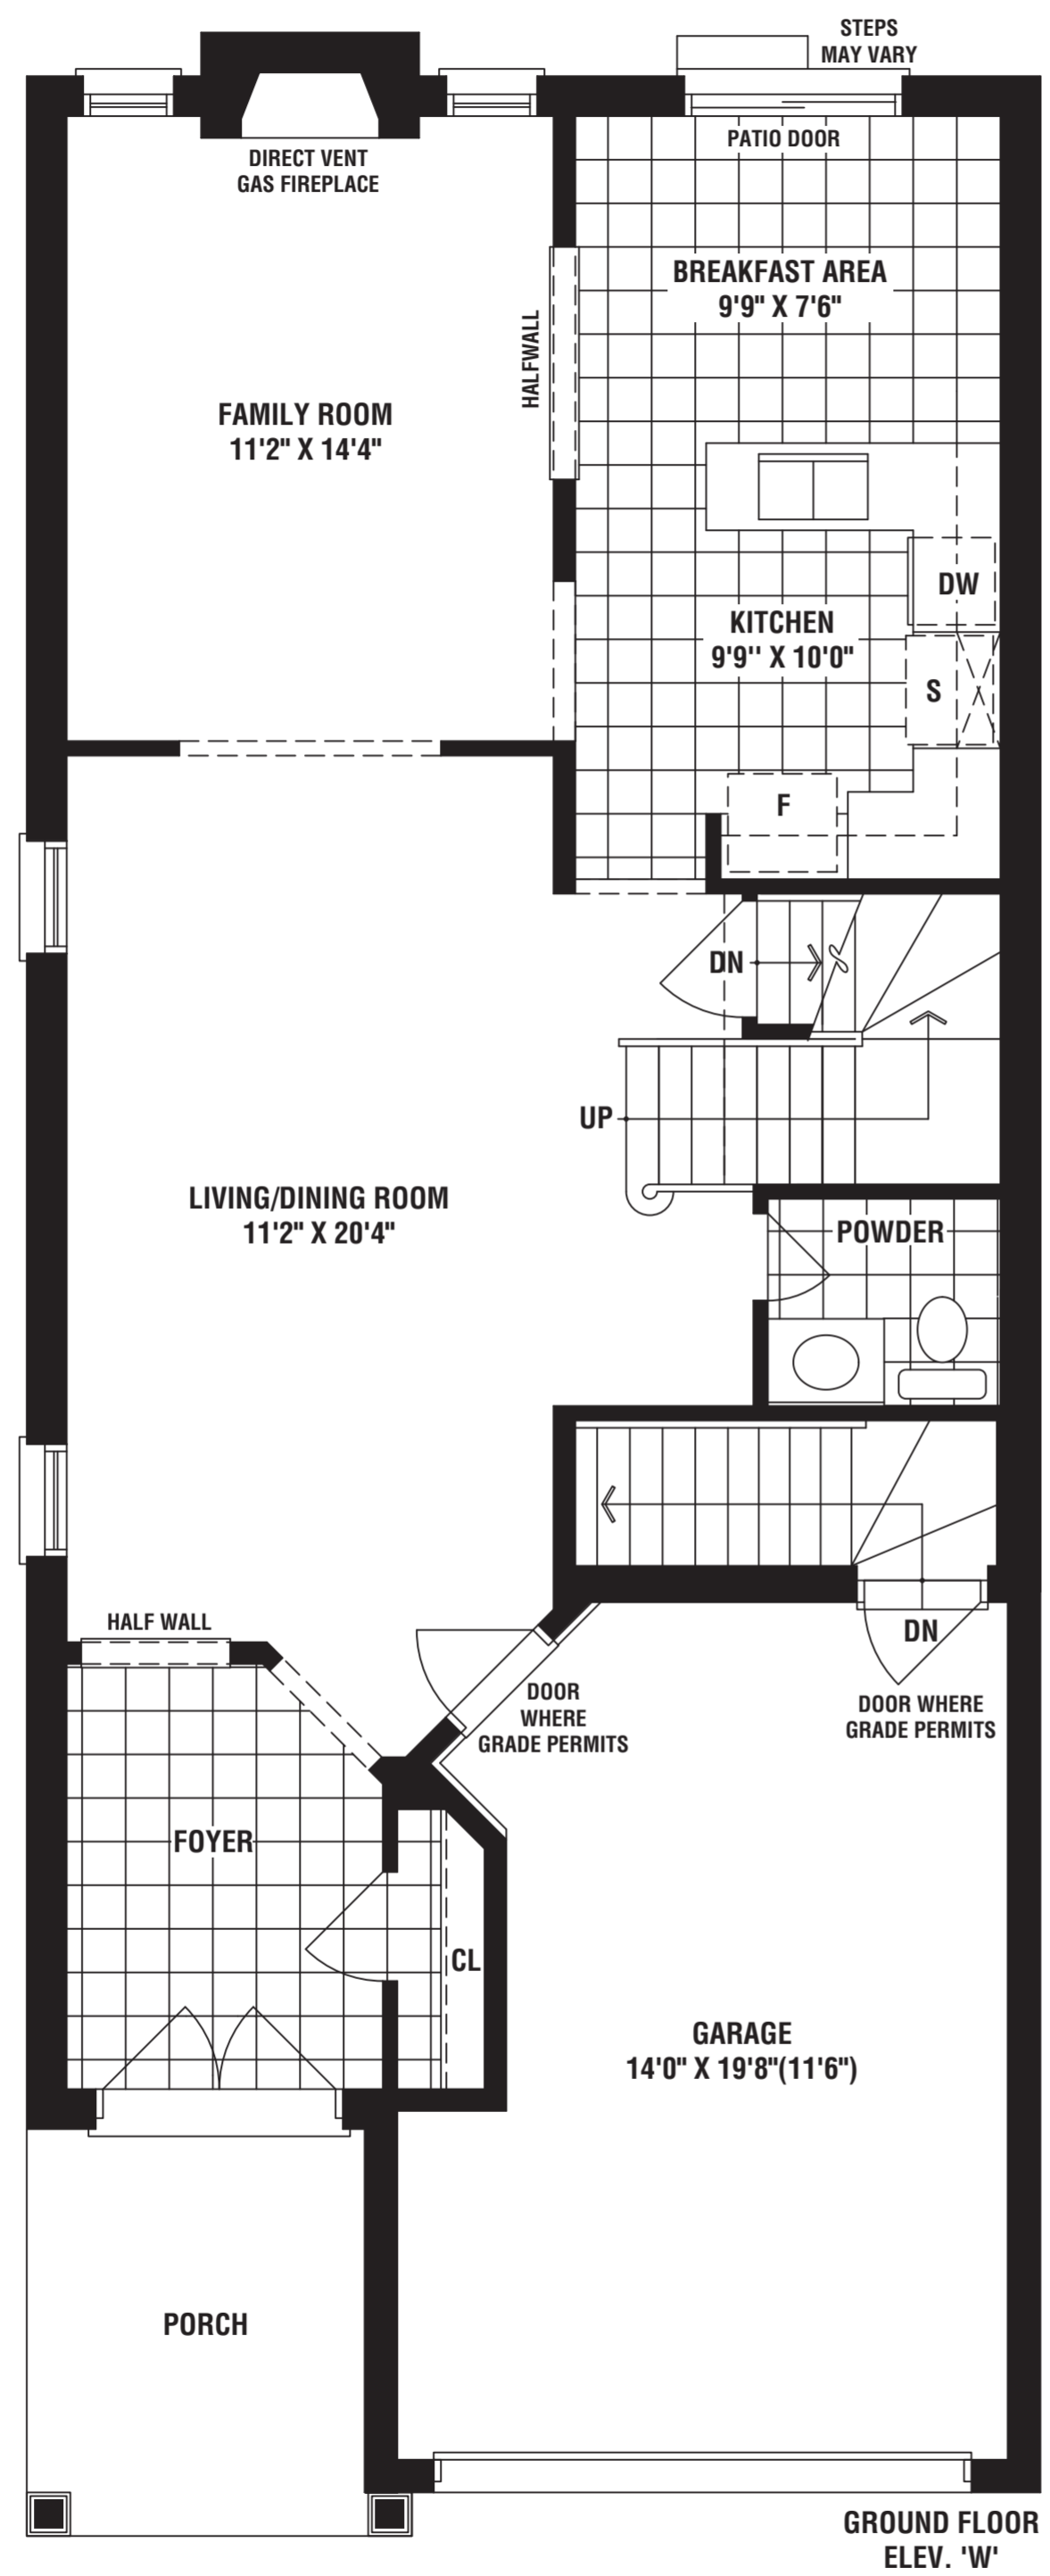 STEPS
MAY VARY
PATIO DOOR
DIRECT VENT
GAS FIREPLACE
BREAKFAST AREA
9'9" X 7'6"
HALFWALL
FAMILY ROOM
11'2" X 14'4"
DW
KITCHEN
9'9'' X 10'0"
S
F
DN
UP
LIVING/DINING ROOM
11'2" X 20'4"
POWDER
HALF WALL
DN
DOOR
WHERE
GRADE PERMITS
DOOR WHERE
GRADE PERMITS
FOYER
CL
GARAGE
14'0" X 19'8"(11'6")
PORCH
GROUND FLOOR
ELEV. 'W'